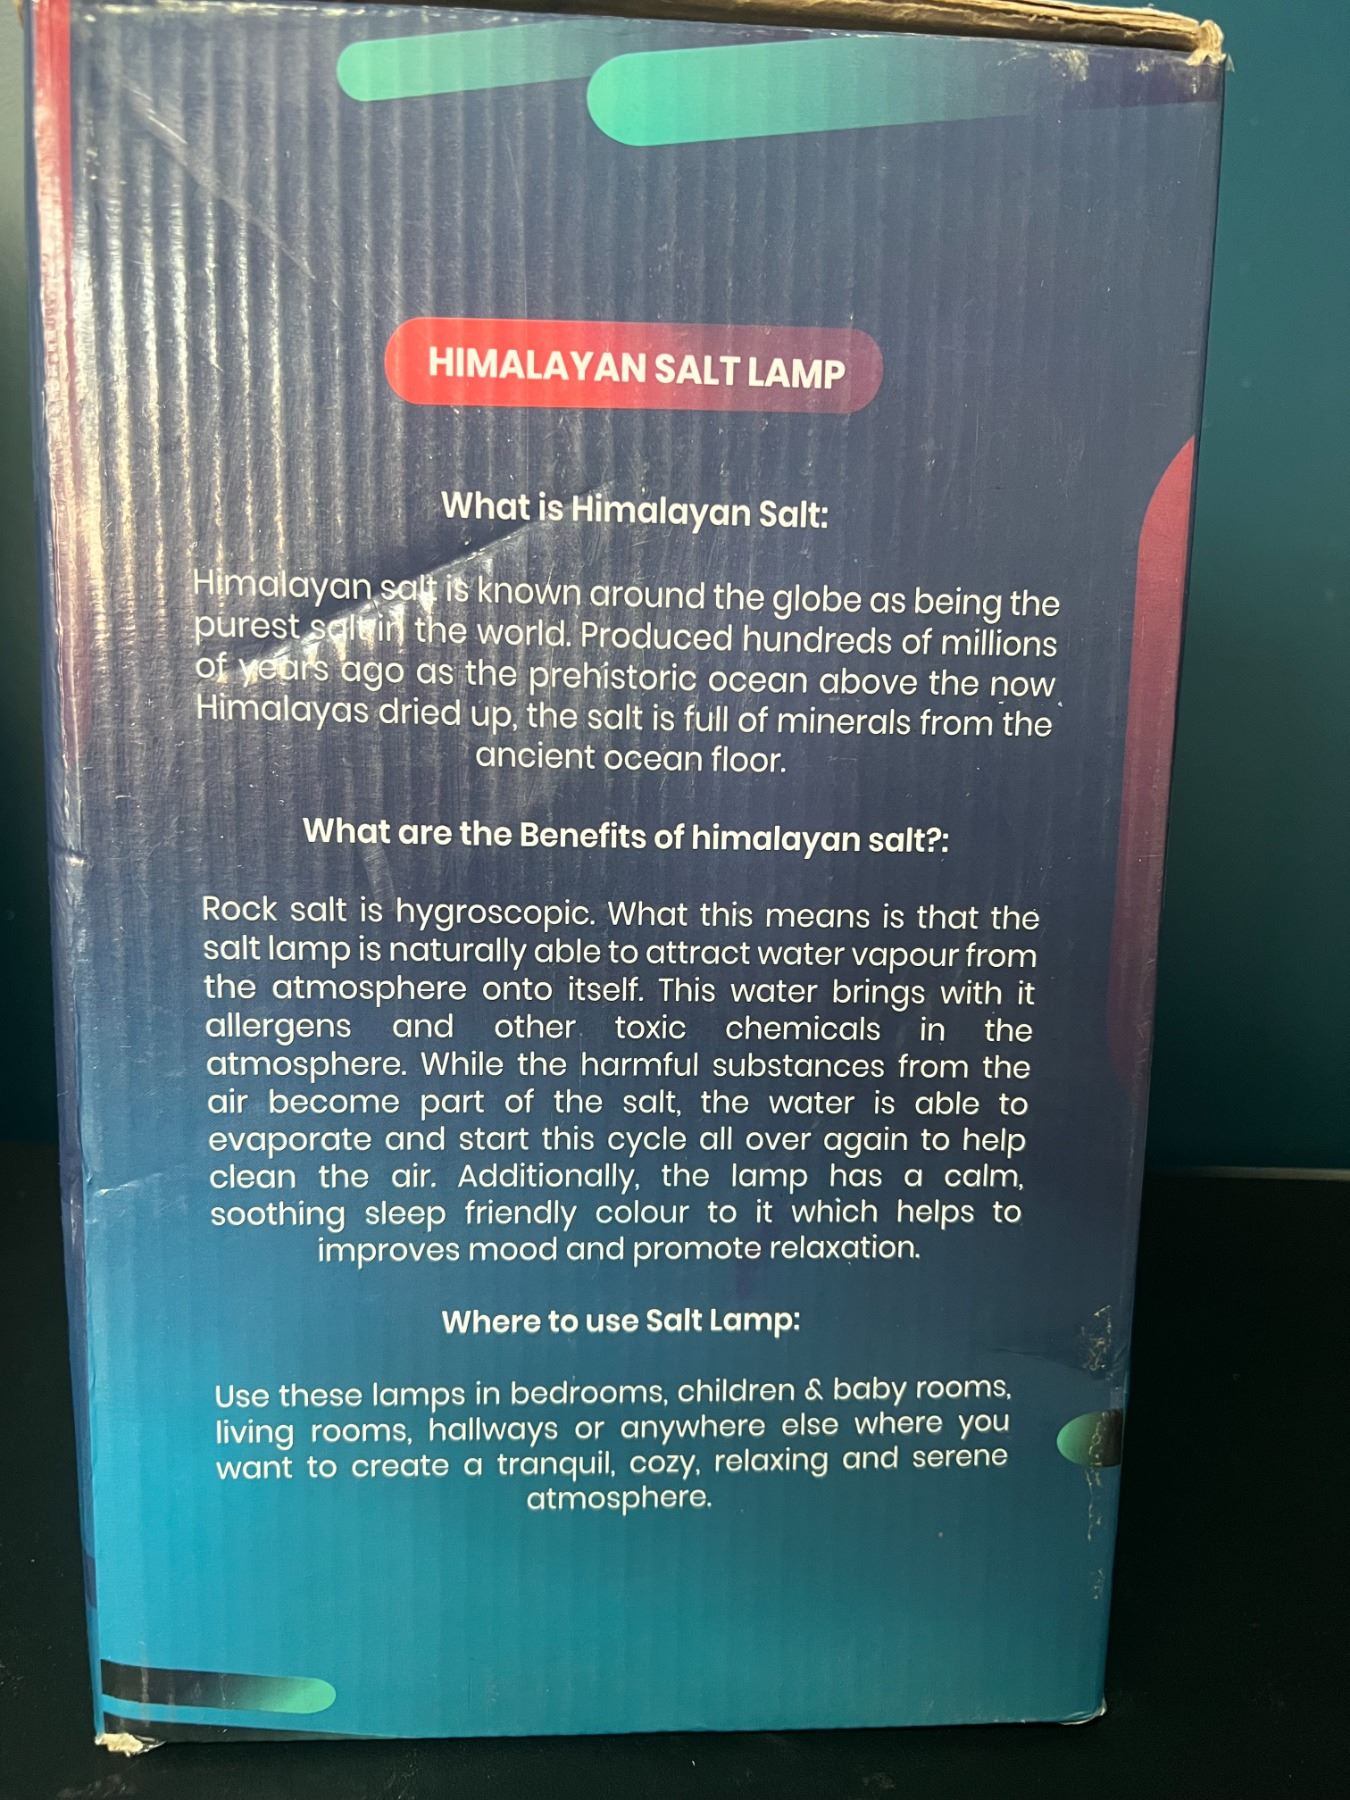 HIMALAYAN SALT LAMP
What is Himalayan Salt:
Himalayan salt is known around the globe as being the
purest salt in the world. Produced hundreds of millions
of years ago as the prehistoric ocean above the now
Himalayas dried up, the salt is full of minerals from the
ancient ocean floor.
What are the Benefits of himalayan salt?:
Rock salt is hygroscopic. What this means is that the
salt lamp is naturally able to attract water vapour from
the atmosphere onto itself. This water brings with it
allergens and other toxic chemicals in the
atmosphere. While the harmful substances from the
air become part of the salt, the water is able to
evaporate and start this cycle all over again to help
clean the air. Additionally, the lamp has a calm,
soothing sleep friendly colour to it which helps to
improves mood and promote relaxation.
Where to use Salt Lamp:
Use these lamps in bedrooms, children & baby rooms,
living rooms, hallways or anywhere else where you
want to create a tranquil, cozy, relaxing and serene
atmosphere.